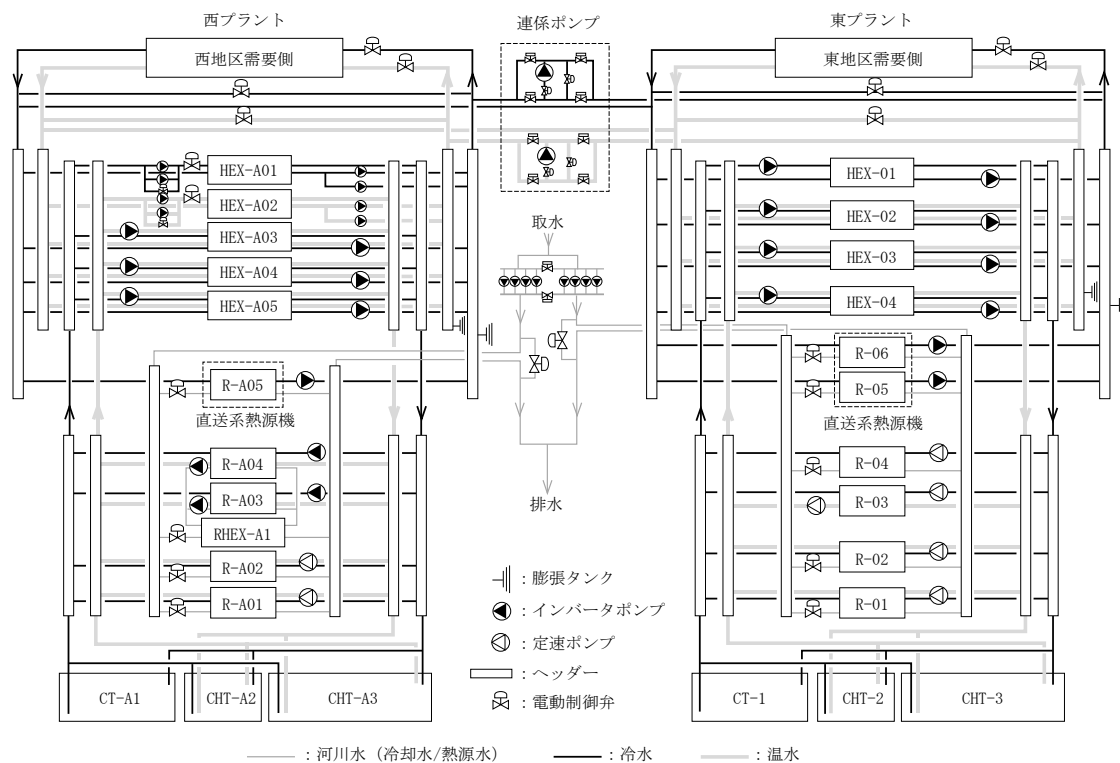 西プラント
連係ポンプ
東プラント
西地区需要側
東地区需要側
HEX-A01
HEX-A02
HEX-A03
HEX-A04
HEX-A05
取水
HEX-01
HEX-02
HEX-03
HEX-04
R-A05
直送系熱源機
R-06
R-05
直送系熱源機
R-A04
R-A03
RHEX-A1
R-A02
R-A01
排水
R-04
R-03
R-02
R-01
：膨張タンク
：インバータポンプ
：定速ポンプ
：ヘッダー
：電動制御弁
CT-A1
CHT-A2
CHT-A3
CT-1
CHT-2
CHT-3
：河川水（冷却水/熱源水）
：冷水
：温水